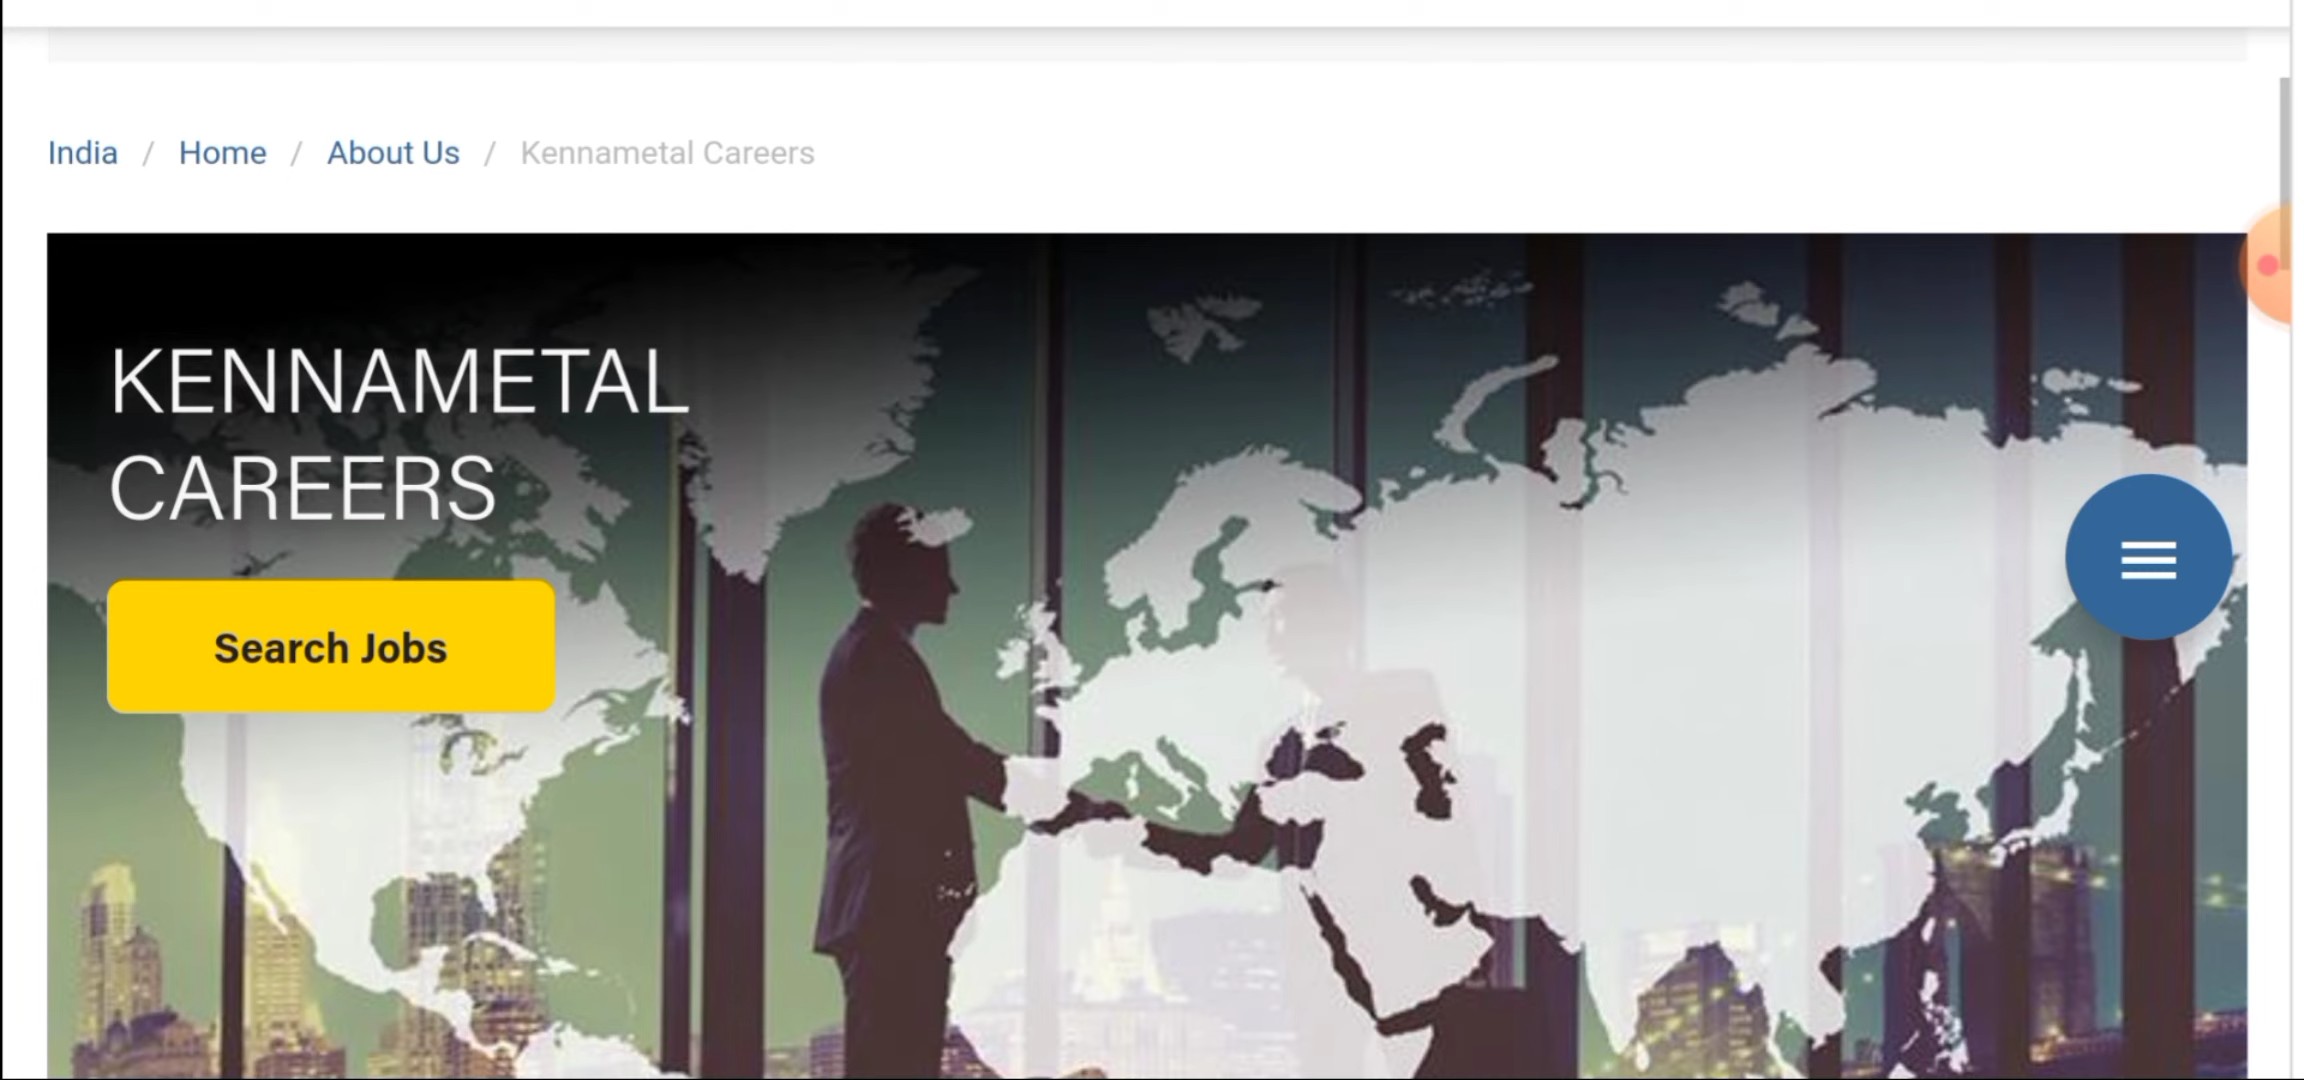 India / Home / About Us / Kennametal Careers
KENNAMETAL
CAREERS
Search Jobs